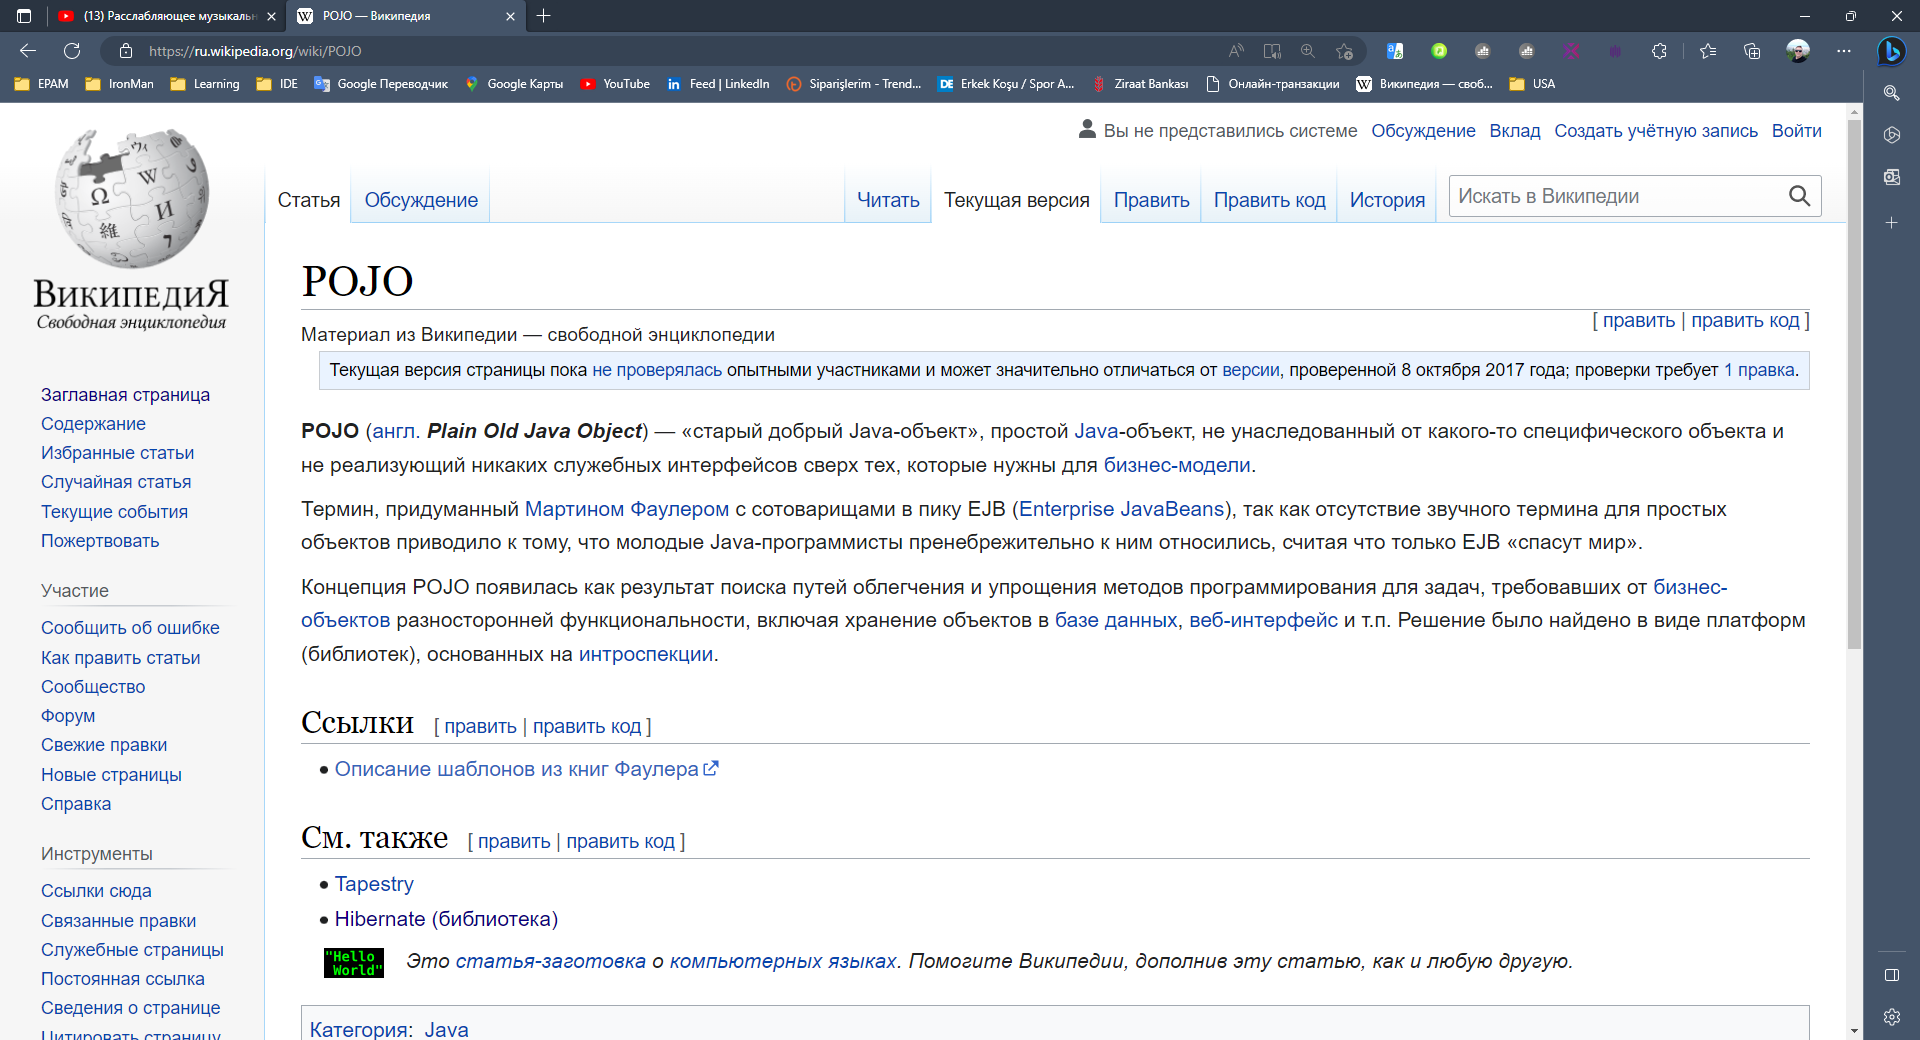 (13) Расслабляющее музыкальн
POJO — Википедия
https://ru.wikipedia.org/wiki/POJO
EPAM
IronMan
Learning
IDE
Google Переводчик
Google Карты
YouTube
Feed | LinkedIn
Siparişlerim - Trend...
Erkek Koşu / Spor A...
Ziraat Bankası
Онлайн-транзакции
Википедия — своб...
USA
Вы не представились системе Обсуждение Вклад Создать учётную запись Войти
Статья Обсуждение Читать Текущая версия Править Править код История Искать в Википедии
ВикипедиЯ
Свободная энциклопедия
Заглавная страница
Содержание
Избранные статьи
Случайная статья
Текущие события
Пожертвовать
Участие
Сообщить об ошибке
Как править статьи
Сообщество
Форум
Свежие правки
Новые страницы
Справка
Инструменты
Ссылки сюда
Связанные правки
Служебные страницы
Постоянная ссылка
Сведения о странице
Цитировать страницу
POJO
[ править | править код ]
Материал из Википедии — свободной энциклопедии
Текущая версия страницы пока не проверялась опытными участниками и может значительно отличаться от версии, проверенной 8 октября 2017 года; проверки требует 1 правка.
POJO (англ. Plain Old Java Object) — «старый добрый Java-объект», простой Java-объект, не унаследованный от какого-то специфического объекта и
не реализующий никаких служебных интерфейсов сверх тех, которые нужны для бизнес-модели.
Термин, придуманный Мартином Фаулером с сотоварищами в пику EJB (Enterprise JavaBeans), так как отсутствие звучного термина для простых
объектов приводило к тому, что молодые Java-программисты пренебрежительно к ним относились, считая что только EJB «спасут мир».
Концепция POJO появилась как результат поиска путей облегчения и упрощения методов программирования для задач, требовавших от бизнес-
объектов разносторонней функциональности, включая хранение объектов в базе данных, веб-интерфейс и т.п. Решение было найдено в виде платформ
(библиотек), основанных на интроспекции.
Ссылки [ править | править код ]
Описание шаблонов из книг Фаулера
См. также [ править | править код ]
Tapestry
Hibernate (библиотека)
"Hello
World"
Это статья-заготовка о компьютерных языках. Помогите Википедии, дополнив эту статью, как и любую другую.
Категория: Java